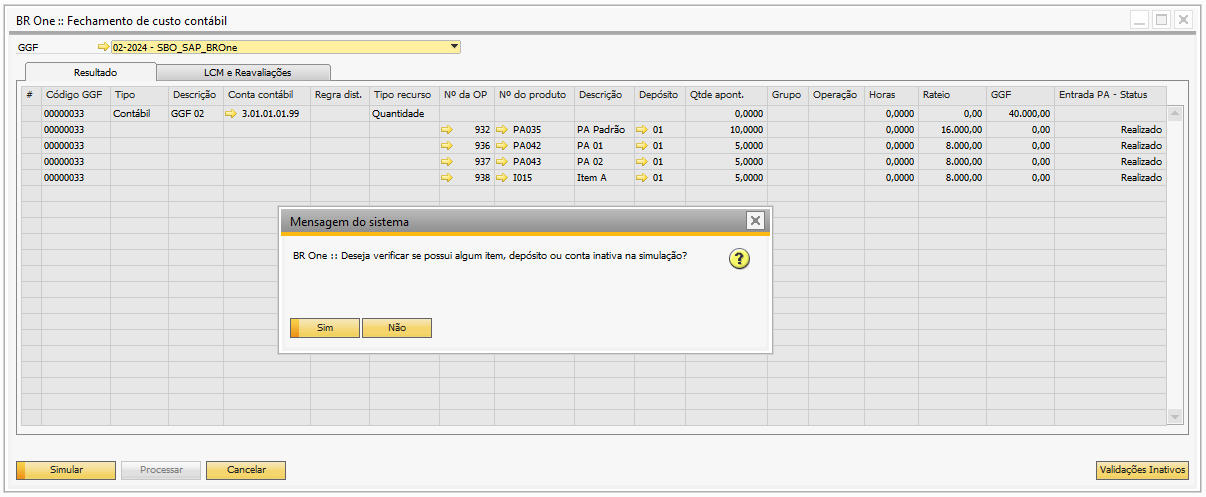 BR One :: Fechamento de custo contábil
GGF 02-2024 - SBO_SAP_BROne
Resultado LCM e Reavaliações
# Código GGF Tipo Descrição Conta contábil Regra dist. Tipo recurso Nº da OP Nº do produto Descrição Depósito Qtde apont. Grupo Operação Horas Rateio GGF Entrada PA - Status
00000033 Contábil GGF 02 3.01.01.01.99 Quantidade 0,0000 0,0000 0,00 40.000,00
00000033 932 PA035 PA Padrão 01 10,0000 0,0000 16.000,00 0,00 Realizado
00000033 936 PA042 PA 01 01 5,0000 0,0000 8.000,00 0,00 Realizado
00000033 937 PA043 PA 02 01 5,0000 0,0000 8.000,00 0,00 Realizado
00000033 938 I015 Item A 01 5,0000 0,0000 8.000,00 0,00 Realizado
Mensagem do sistema
BR One :: Deseja verificar se possui algum item, depósito ou conta inativa na simulação?
Sim Não
Simular Processar Cancelar Validações Inativos